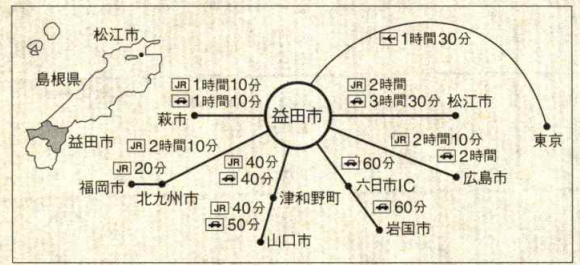 松江市
島根県
益田市
✈1時間30分
東京
JR 1時間10分
🚗1時間10分
萩市
益田市
JR 2時間
🚗3時間30分
松江市
JR 2時間10分
🚗2時間
広島市
JR 2時間10分
JR 20分
福岡市
北九州市
JR 40分
🚗40分
津和野町
JR 40分
🚗50分
山口市
🚗60分
六日市IC
🚗60分
岩国市